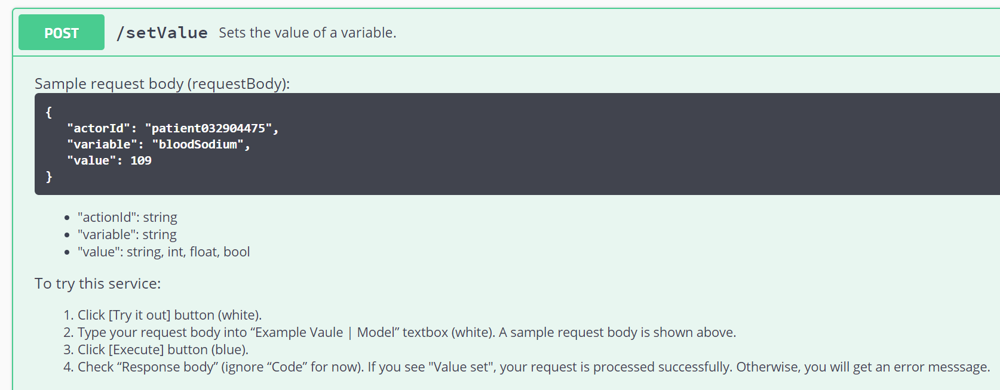 POST /setValue Sets the value of a variable.
Sample request body (requestBody):
{
"actorId": "patient032904475",
"variable": "bloodSodium",
"value": 109
}
• "actionId": string
• "variable": string
• "value": string, int, float, bool
To try this service:
1. Click [Try it out] button (white).
2. Type your request body into “Example Vaule | Model” textbox (white). A sample request body is shown above.
3. Click [Execute] button (blue).
4. Check “Response body” (ignore “Code” for now). If you see "Value set", your request is processed successfully. Otherwise, you will get an error messsage.